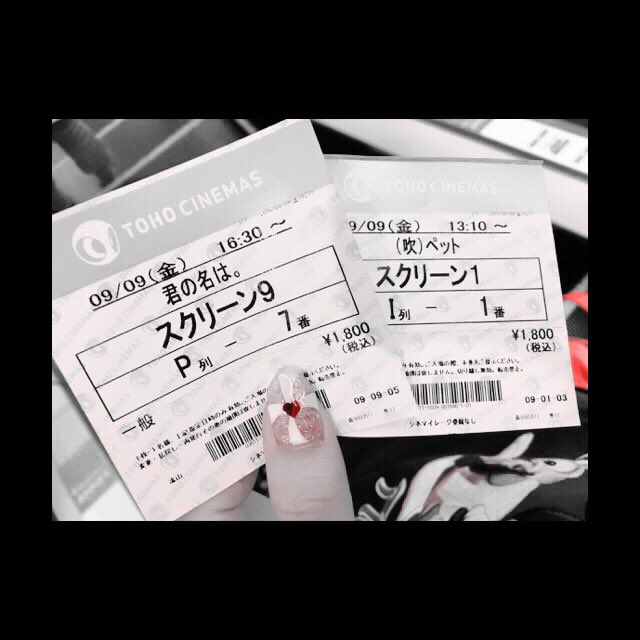 TOHO CINEMAS
09/09(金) 16:30 ～
君の名は。
スクリーン9
P列 － 7番
¥1,800
(税込)
一般
09 09 05
流山
TOHO CINEMAS
9/09(金) 13:10 ～
(吹)ペット
スクリーン1
I列 － 1番
¥1,800
(税込)
09 01 03
シネマイレージ登録なし